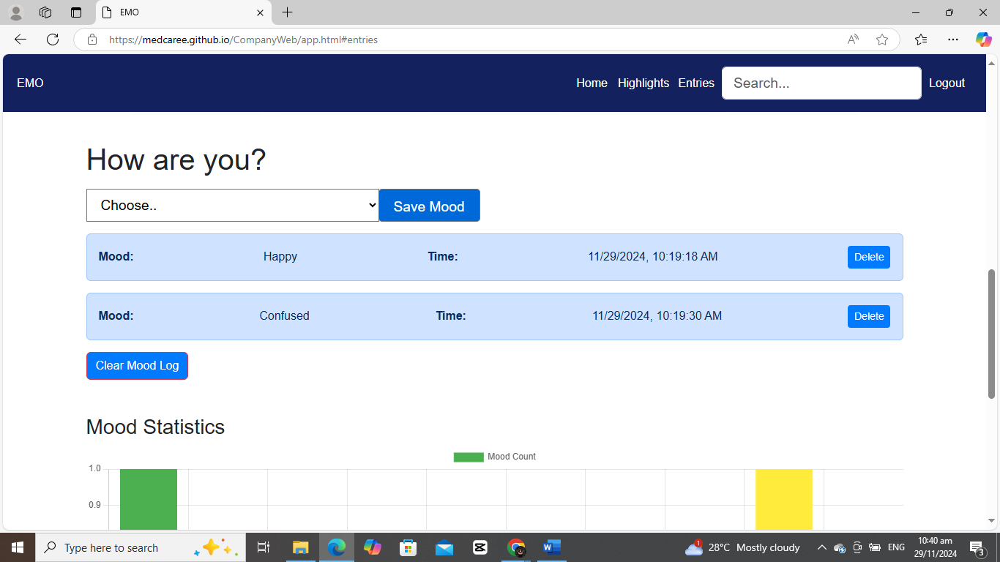 EMO
https://medcaree.github.io/CompanyWeb/app.html#entries
EMO Home Highlights Entries Search... Logout
How are you?
Choose.. Save Mood
Mood: Happy Time: 11/29/2024, 10:19:18 AM Delete
Mood: Confused Time: 11/29/2024, 10:19:30 AM Delete
Clear Mood Log
Mood Statistics
Mood Count
1.0
0.9
Type here to search 1 28°C Mostly cloudy ENG 10:40 am
29/11/2024 3